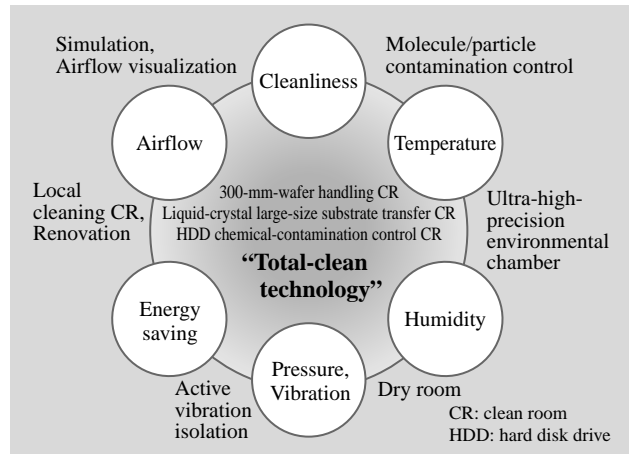 Simulation,
Airflow visualization
Cleanliness
Molecule/particle
contamination control
Airflow
Temperature
Local
cleaning CR,
Renovation
300-mm-wafer handling CR
Liquid-crystal large-size substrate transfer CR
HDD chemical-contamination control CR
“Total-clean
technology”
Ultra-high-
precision
environmental
chamber
Energy
saving
Humidity
Pressure,
Vibration
Active
vibration
isolation
Dry room
CR: clean room
HDD: hard disk drive